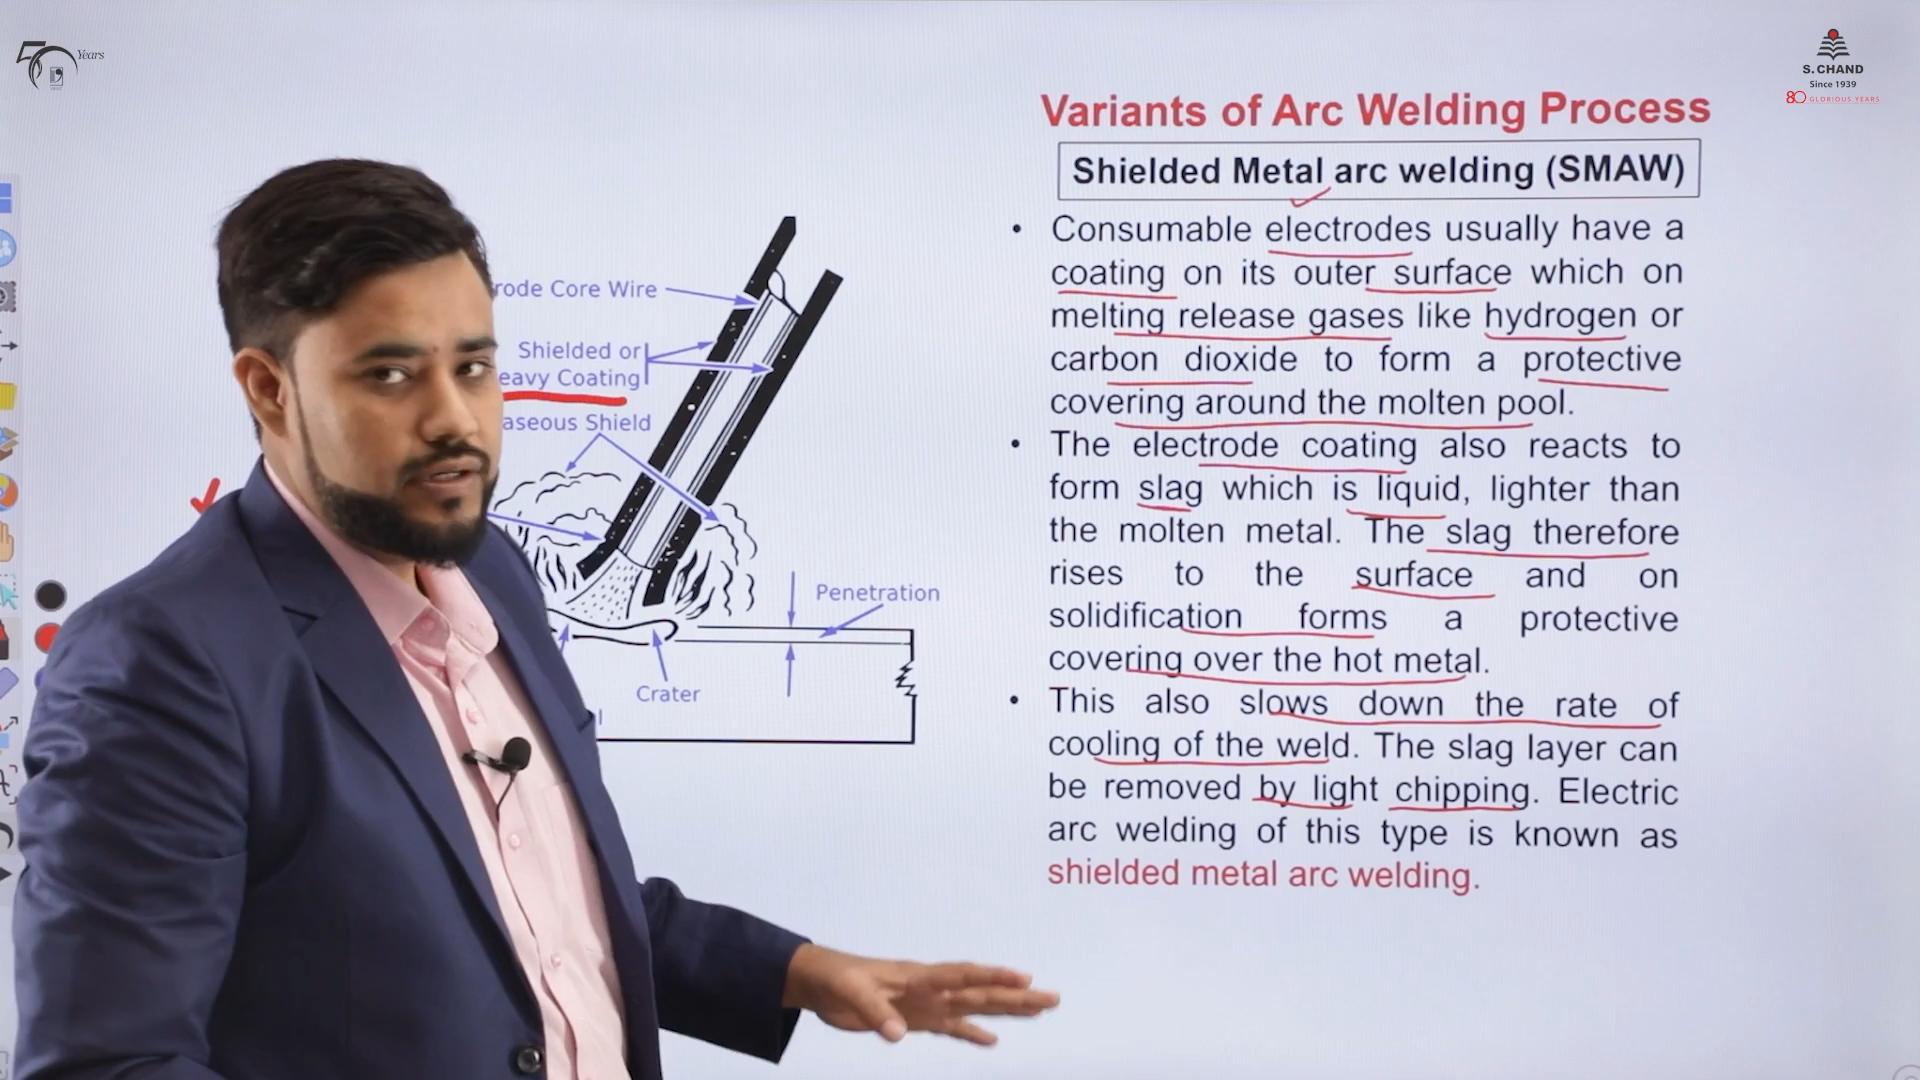 50 Years
S. CHAND
Since 1939
80 GLORIOUS YEARS
Variants of Arc Welding Process
Shielded Metal arc welding (SMAW)
• Consumable electrodes usually have a
coating on its outer surface which on
melting release gases like hydrogen or
carbon dioxide to form a protective
covering around the molten pool.
• The electrode coating also reacts to
form slag which is liquid, lighter than
the molten metal. The slag therefore
rises to the surface and on
solidification forms a protective
covering over the hot metal.
• This also slows down the rate of
cooling of the weld. The slag layer can
be removed by light chipping. Electric
arc welding of this type is known as
shielded metal arc welding.
rode Core Wire
Shielded or
eavy Coating
aseous Shield
Penetration
Crater